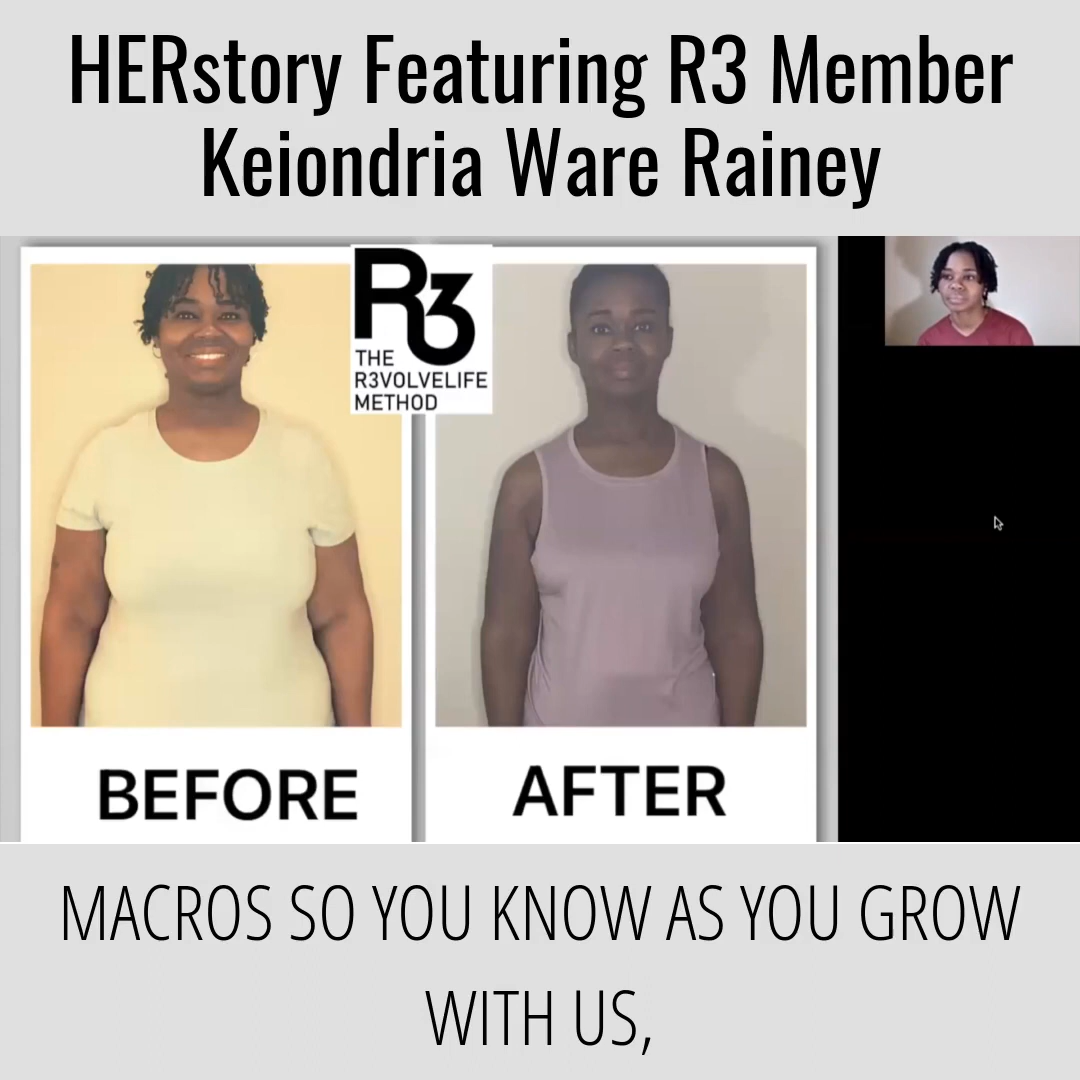 HERstory Featuring R3 Member
Keiondria Ware Rainey
R3
THE
R3VOLVELIFE
METHOD
BEFORE
AFTER
MACROS SO YOU KNOW AS YOU GROW
WITH US,